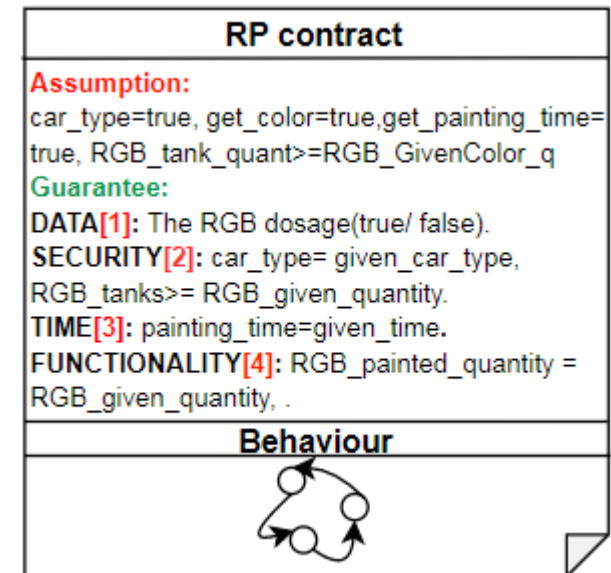 RP contract
Assumption:
car_type=true, get_color=true,get_painting_time=
true, RGB_tank_quant>=RGB_GivenColor_q
Guarantee:
DATA[1]: The RGB dosage(true/ false).
SECURITY[2]: car_type= given_car_type,
RGB_tanks>= RGB_given_quantity.
TIME[3]: painting_time=given_time.
FUNCTIONALITY[4]: RGB_painted_quantity =
RGB_given_quantity, .
Behaviour